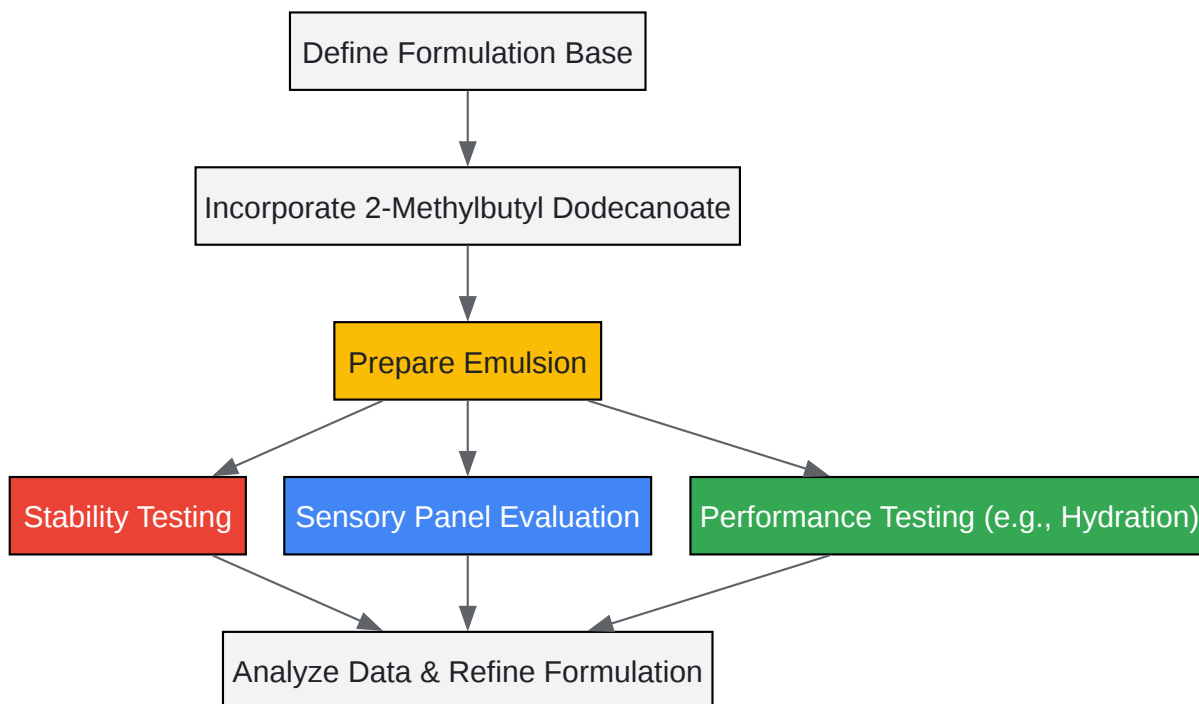 Define Formulation Base
Incorporate 2-Methylbutyl Dodecanoate
Prepare Emulsion
Stability Testing
Sensory Panel Evaluation
Performance Testing (e.g., Hydration)
Analyze Data & Refine Formulation